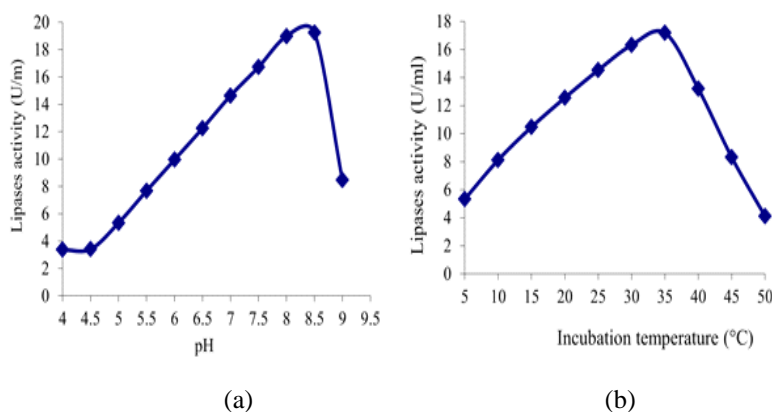 Lipases activity (U/m)
20
18
16
14
12
10
8
6
4
2
0
4 4.5 5 5.5 6 6.5 7 7.5 8 8.5 9 9.5
pH
(a)
Lipases activity (U/ml)
18
16
14
12
10
8
6
4
2
0
5 10 15 20 25 30 35 40 45 50
Incubation temperature (°C)
(b)